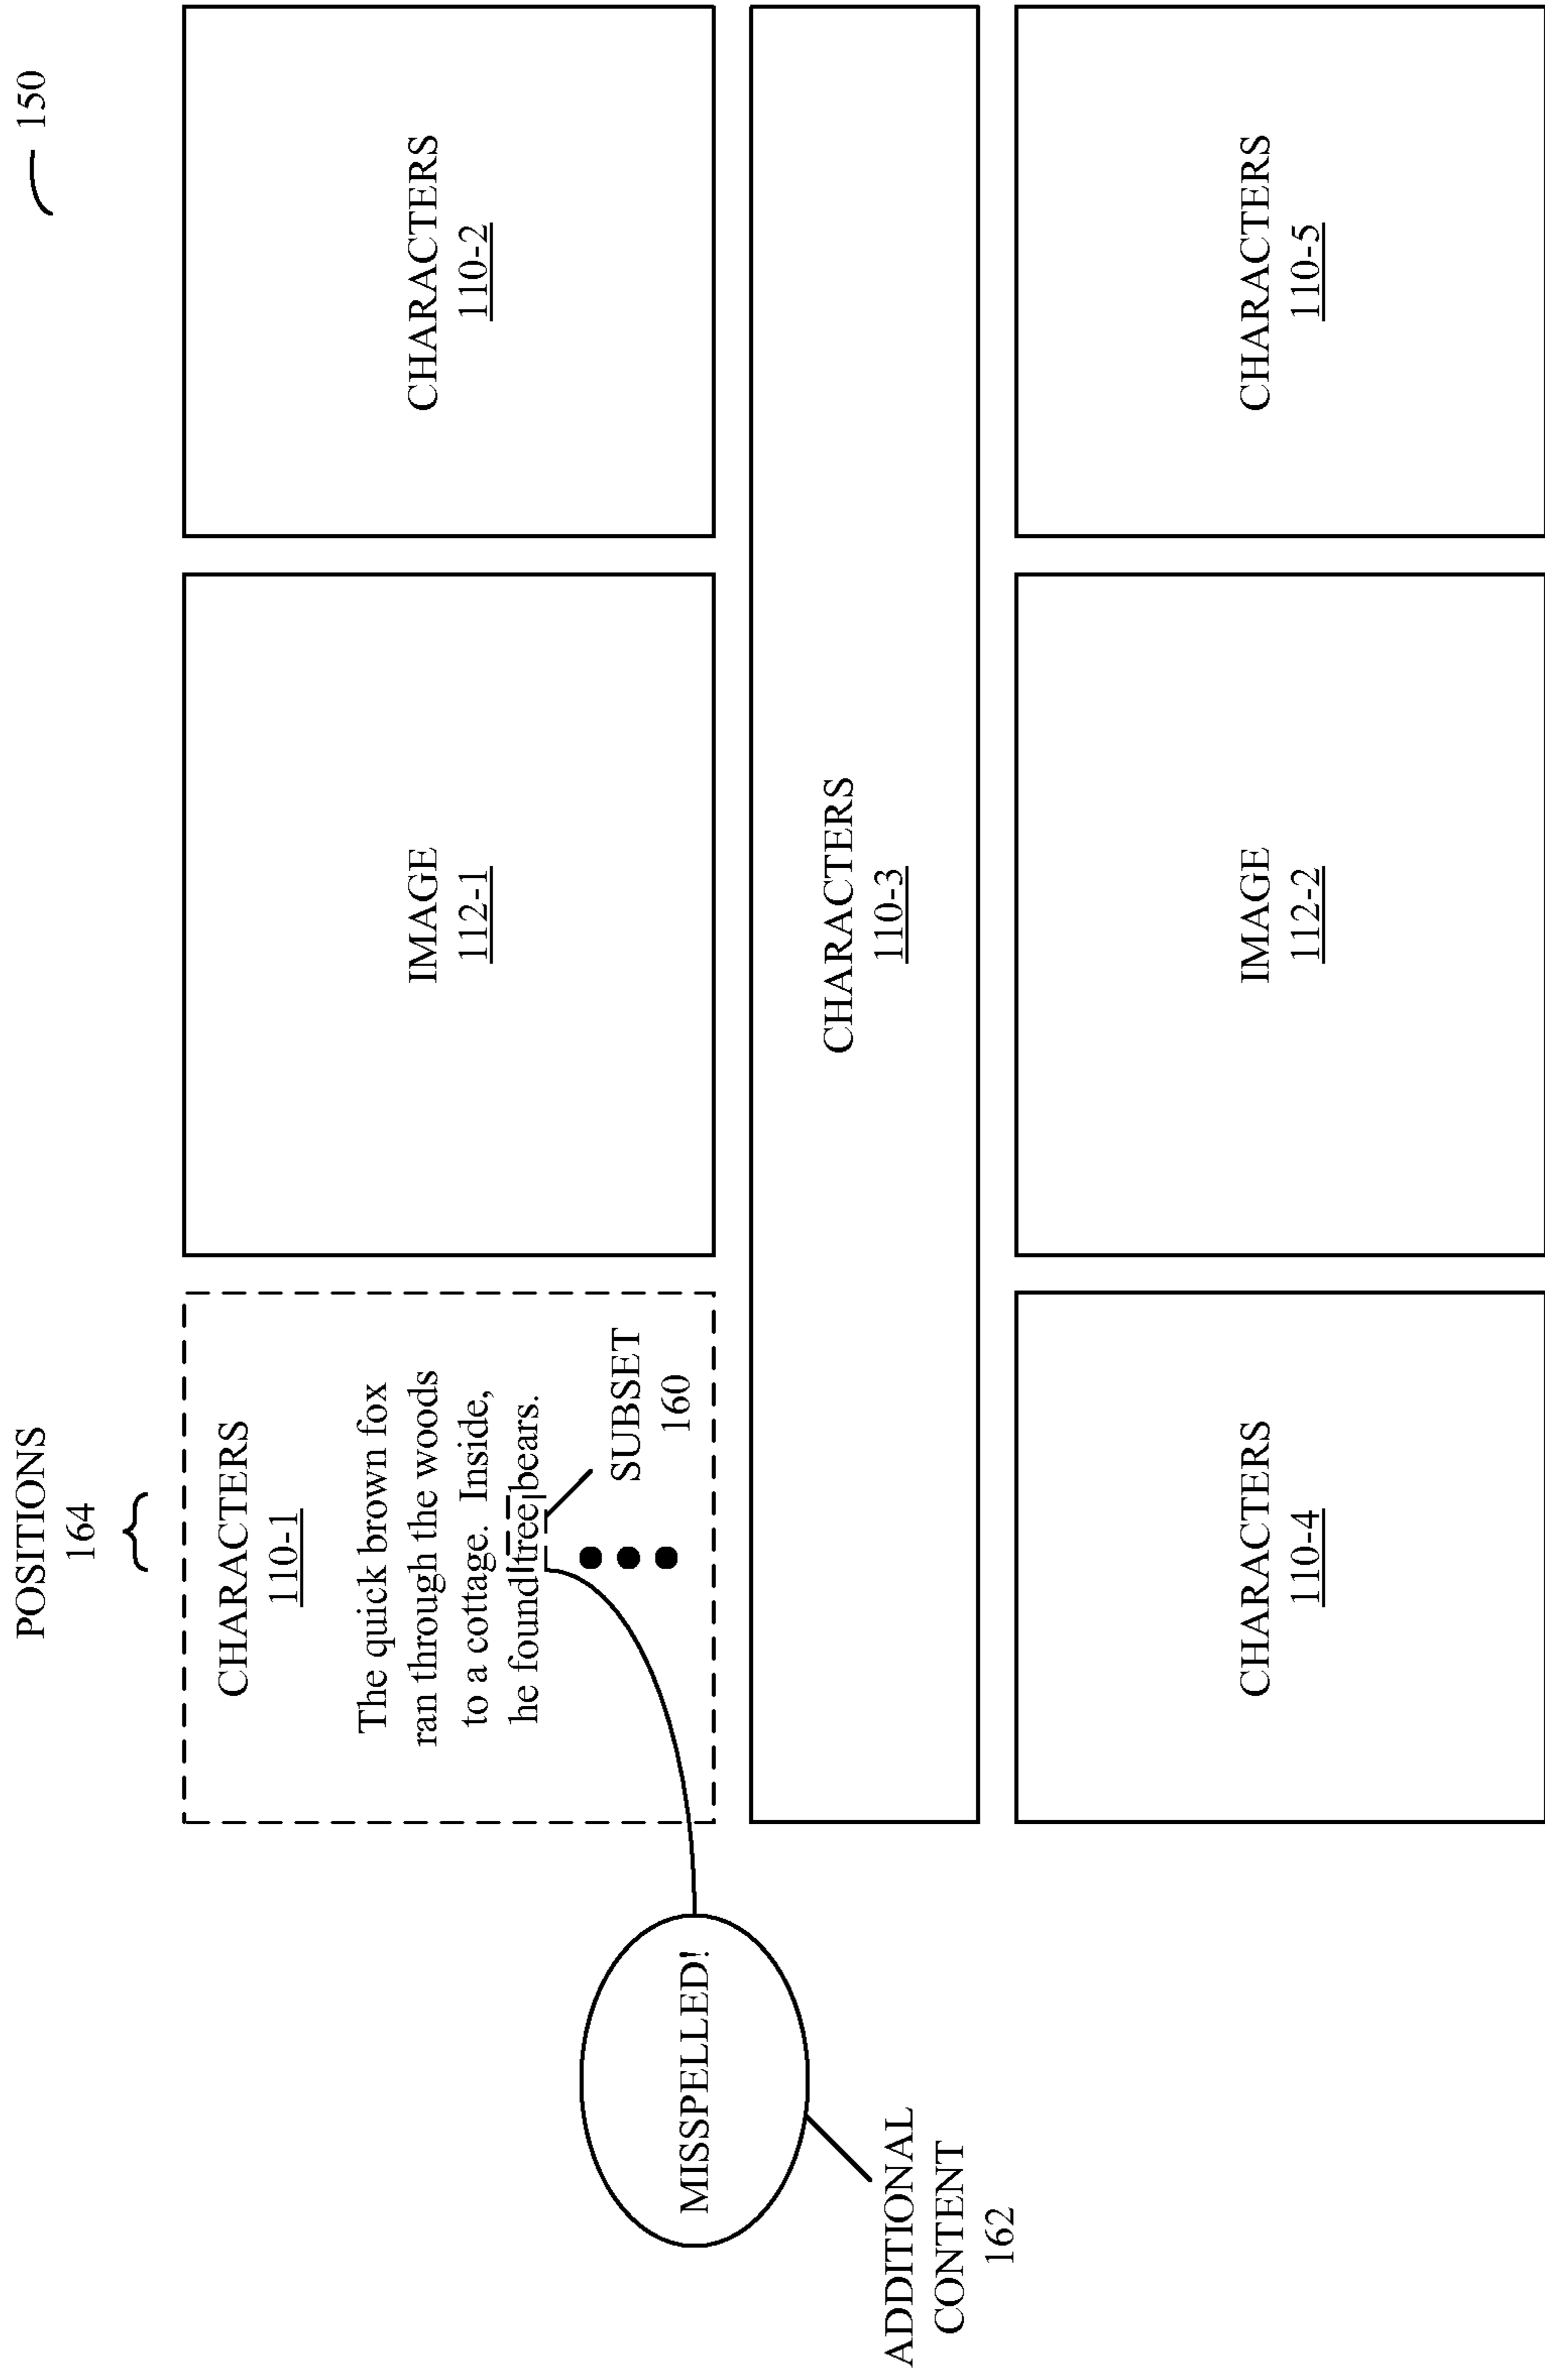 150
POSITIONS
164
CHARACTERS
110-1
The quick brown fox
ran through the woods
to a cottage.  Inside,
he found tree bears.
SUBSET
160
IMAGE
112-1
CHARACTERS
110-2
MISSPELLED!
ADDITIONAL
CONTENT
162
CHARACTERS
110-3
CHARACTERS
110-4
IMAGE
112-2
CHARACTERS
110-5